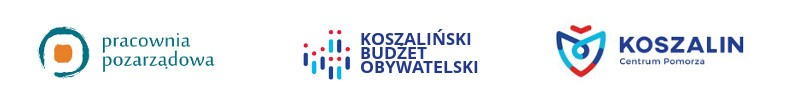 pracownia
pozarządowa
KOSZALIŃSKI
BUDŻET
OBYWATELSKI
KOSZALIN
Centrum Pomorza